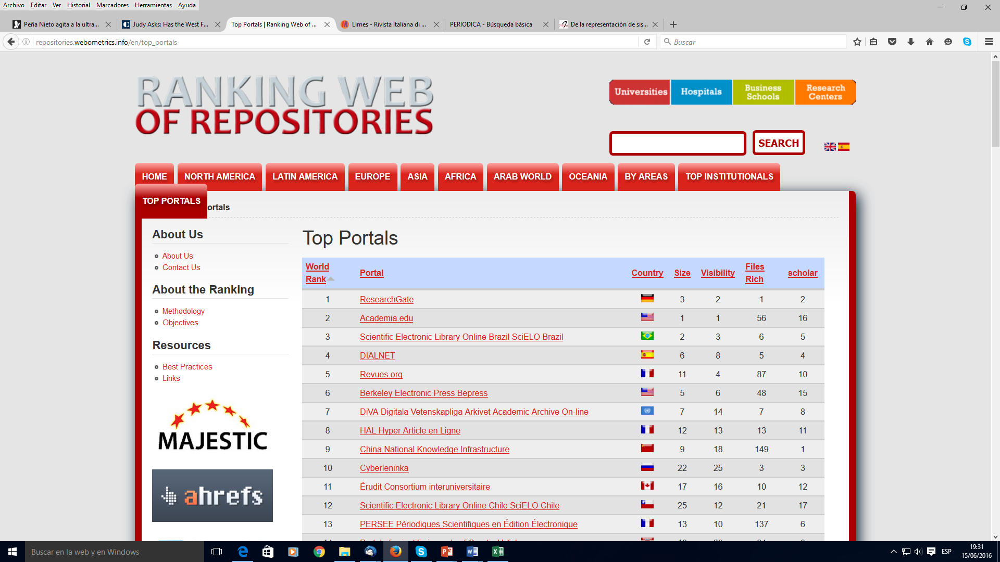 Archivo Editar Ver Historial Marcadores Herramientas Ayuda
Peña Nieto agita a la ultra...
Judy Asks: Has the West F...
Top Portals | Ranking Web of ...
Limes - Rivista Italiana di ...
PERIODICA - Búsqueda básica
De la representación de sis...
repositories.webometrics.info/en/top_portals
Buscar
RANKING WEB
OF REPOSITORIES
Universities
Hospitals
Business
Schools
Research
Centers
SEARCH
HOME NORTH AMERICA LATIN AMERICA EUROPE ASIA AFRICA ARAB WORLD OCEANIA BY AREAS TOP INSTITUTIONALS
TOP PORTALS
ortals
About Us
About Us
Contact Us
About the Ranking
Methodology
Objectives
Resources
Best Practices
Links
MAJESTIC
ahrefs
Top Portals
World Rank Portal Country Size Visibility Files Rich scholar
1 ResearchGate 3 2 1 2
2 Academia.edu 1 1 56 16
3 Scientific Electronic Library Online Brazil SciELO Brazil 2 3 6 5
4 DIALNET 6 8 5 4
5 Revues.org 11 4 87 10
6 Berkeley Electronic Press Bepress 5 6 48 15
7 DiVA Digitala Vetenskapliga Arkivet Academic Archive On-line 7 14 7 8
8 HAL Hyper Article en Ligne 12 13 13 11
9 China National Knowledge Infrastructure 9 18 149 1
10 Cyberleninka 22 25 3 3
11 Érudit Consortium interuniversitaire 17 16 10 12
12 Scientific Electronic Library Online Chile SciELO Chile 25 12 21 17
13 PERSEE Périodiques Scientifiques en Édition Électronique 13 10 137 6
Buscar en la web y en Windows
ESP
19:31
15/06/2016